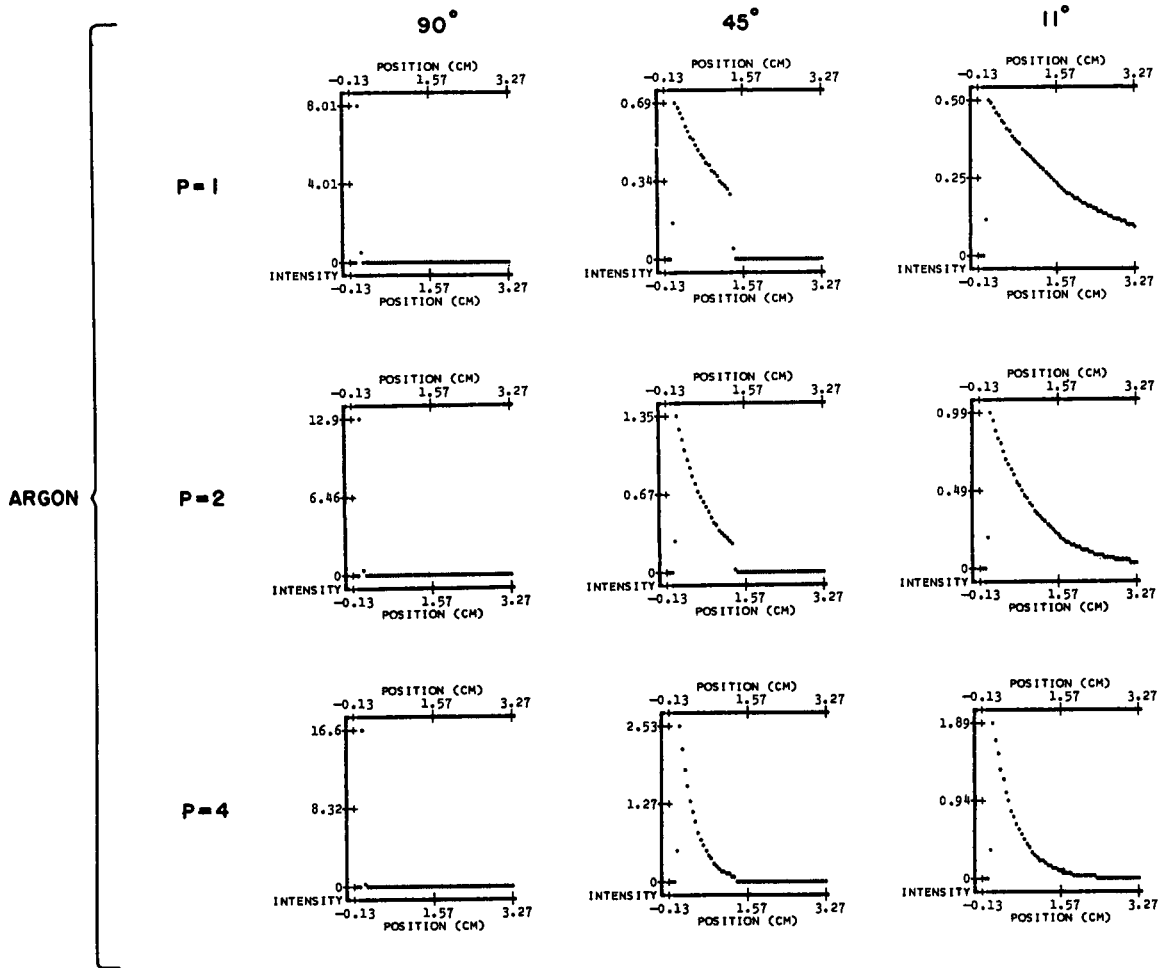 90° 45° 11°
ARGON
P=1
POSITION (CM)
-0.13 1.57 3.27
8.01
4.01
0
INTENSITY
-0.13 1.57 3.27
POSITION (CM)
POSITION (CM)
-0.13 1.57 3.27
0.69
0.34
0
INTENSITY
-0.13 1.57 3.27
POSITION (CM)
POSITION (CM)
-0.13 1.57 3.27
0.50
0.25
0
INTENSITY
-0.13 1.57 3.27
POSITION (CM)
P=2
POSITION (CM)
-0.13 1.57 3.27
12.9
6.46
0
INTENSITY
-0.13 1.57 3.27
POSITION (CM)
POSITION (CM)
-0.13 1.57 3.27
1.35
0.67
0
INTENSITY
-0.13 1.57 3.27
POSITION (CM)
POSITION (CM)
-0.13 1.57 3.27
0.99
0.49
0
INTENSITY
-0.13 1.57 3.27
POSITION (CM)
P=4
POSITION (CM)
-0.13 1.57 3.27
16.6
8.32
0
INTENSITY
-0.13 1.57 3.27
POSITION (CM)
POSITION (CM)
-0.13 1.57 3.27
2.53
1.27
0
INTENSITY
-0.13 1.57 3.27
POSITION (CM)
POSITION (CM)
-0.13 1.57 3.27
1.89
0.94
0
INTENSITY
-0.13 1.57 3.27
POSITION (CM)